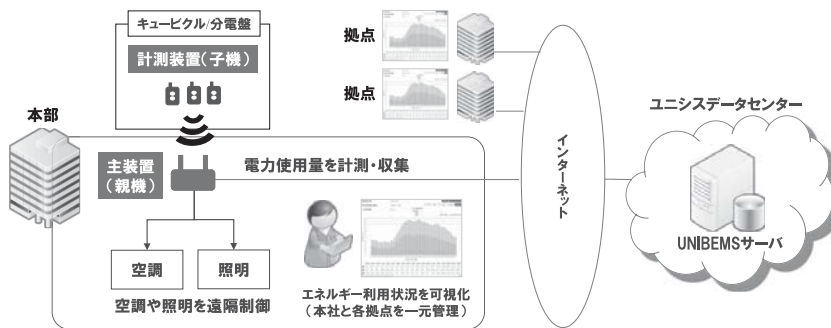 キュービクル/分電盤
計測装置(子機)
拠点
拠点
本部
主装置
(親機)
電力使用量を計測・収集
空調
照明
空調や照明を遠隔制御
エネルギー利用状況を可視化
(本社と各拠点を一元管理)
インターネット
ユニシスデータセンター
UNIBEMSサーバ